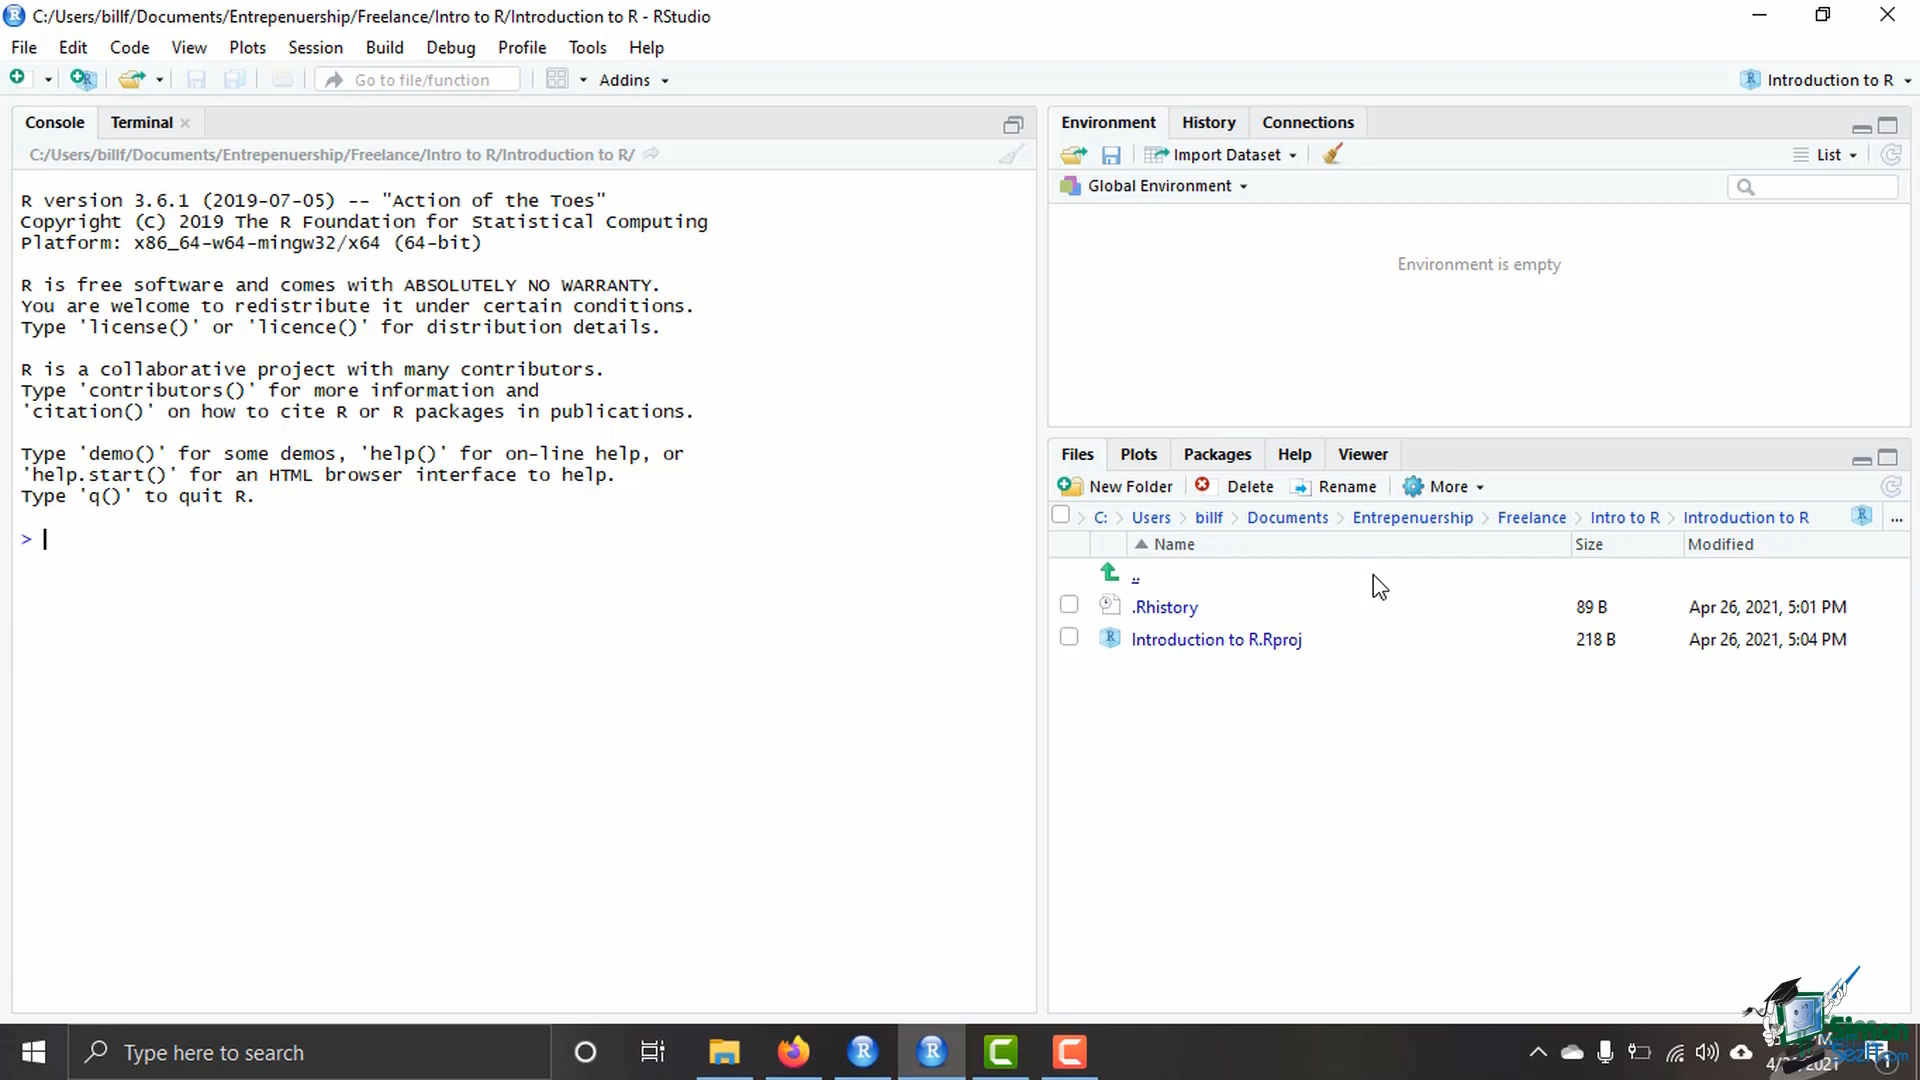 C:/Users/billf/Documents/Entrepenuership/Freelance/Intro to R/Introduction to R - RStudio
File Edit Code View Plots Session Build Debug Profile Tools Help
Go to file/function Addins Introduction to R
Console Terminal
C:/Users/billf/Documents/Entrepenuership/Freelance/Intro to R/Introduction to R/
R version 3.6.1 (2019-07-05) -- "Action of the Toes"
Copyright (C) 2019 The R Foundation for Statistical Computing
Platform: x86_64-w64-mingw32/x64 (64-bit)
R is free software and comes with ABSOLUTELY NO WARRANTY.
You are welcome to redistribute it under certain conditions.
Type 'license()' or 'licence()' for distribution details.
R is a collaborative project with many contributors.
Type 'contributors()' for more information and
'citation()' on how to cite R or R packages in publications.
Type 'demo()' for some demos, 'help()' for on-line help, or
'help.start()' for an HTML browser interface to help.
Type 'q()' to quit R.
>
Environment History Connections
Import Dataset List
Global Environment
Environment is empty
Files Plots Packages Help Viewer
New Folder Delete Rename More
C: Users billf Documents Entrepenuership Freelance Intro to R Introduction to R ...
Name Size Modified
..
.Rhistory 89 B Apr 26, 2021, 5:01 PM
Introduction to R.Rproj 218 B Apr 26, 2021, 5:04 PM
Type here to search
Simon
SezIT.com